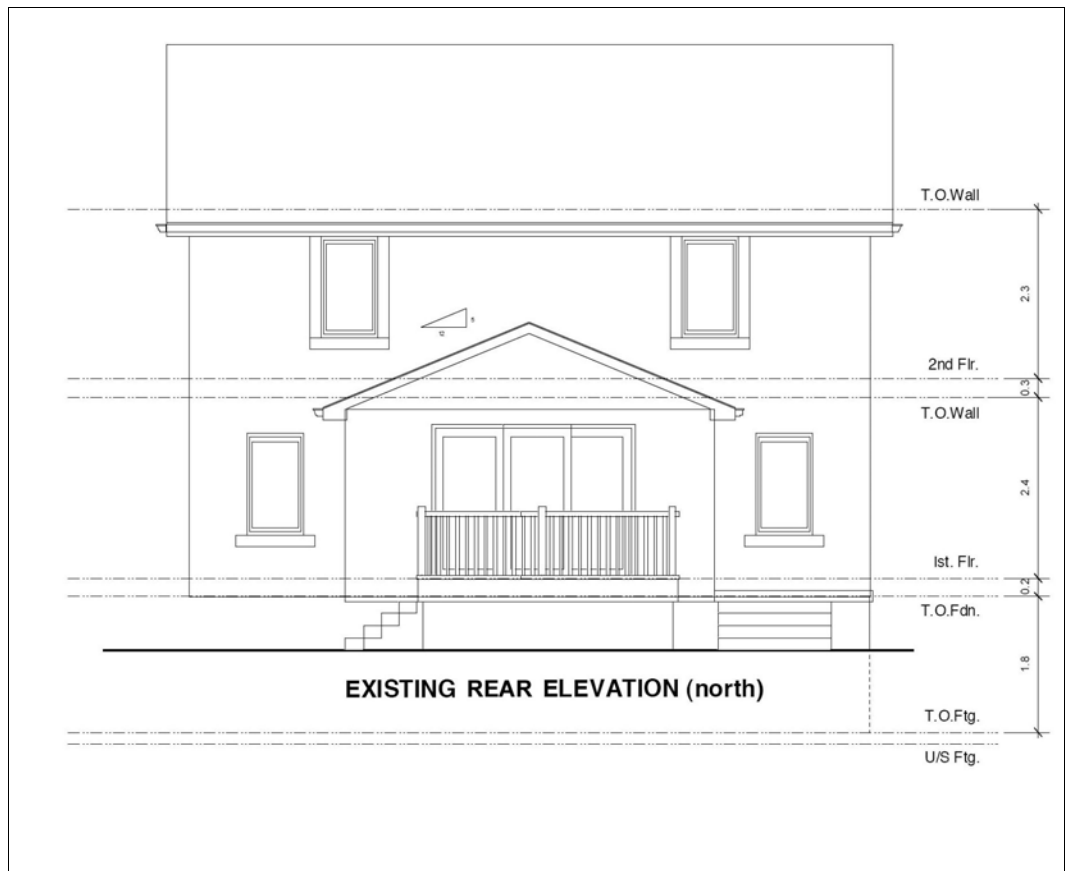 T.O.Wall
2.3
12
2nd Flr.
0.3
T.O.Wall
2.4
Ist. Flr.
0.2
T.O.Fdn.
1.8
EXISTING REAR ELEVATION (north)
T.O.Ftg.
U/S Ftg.